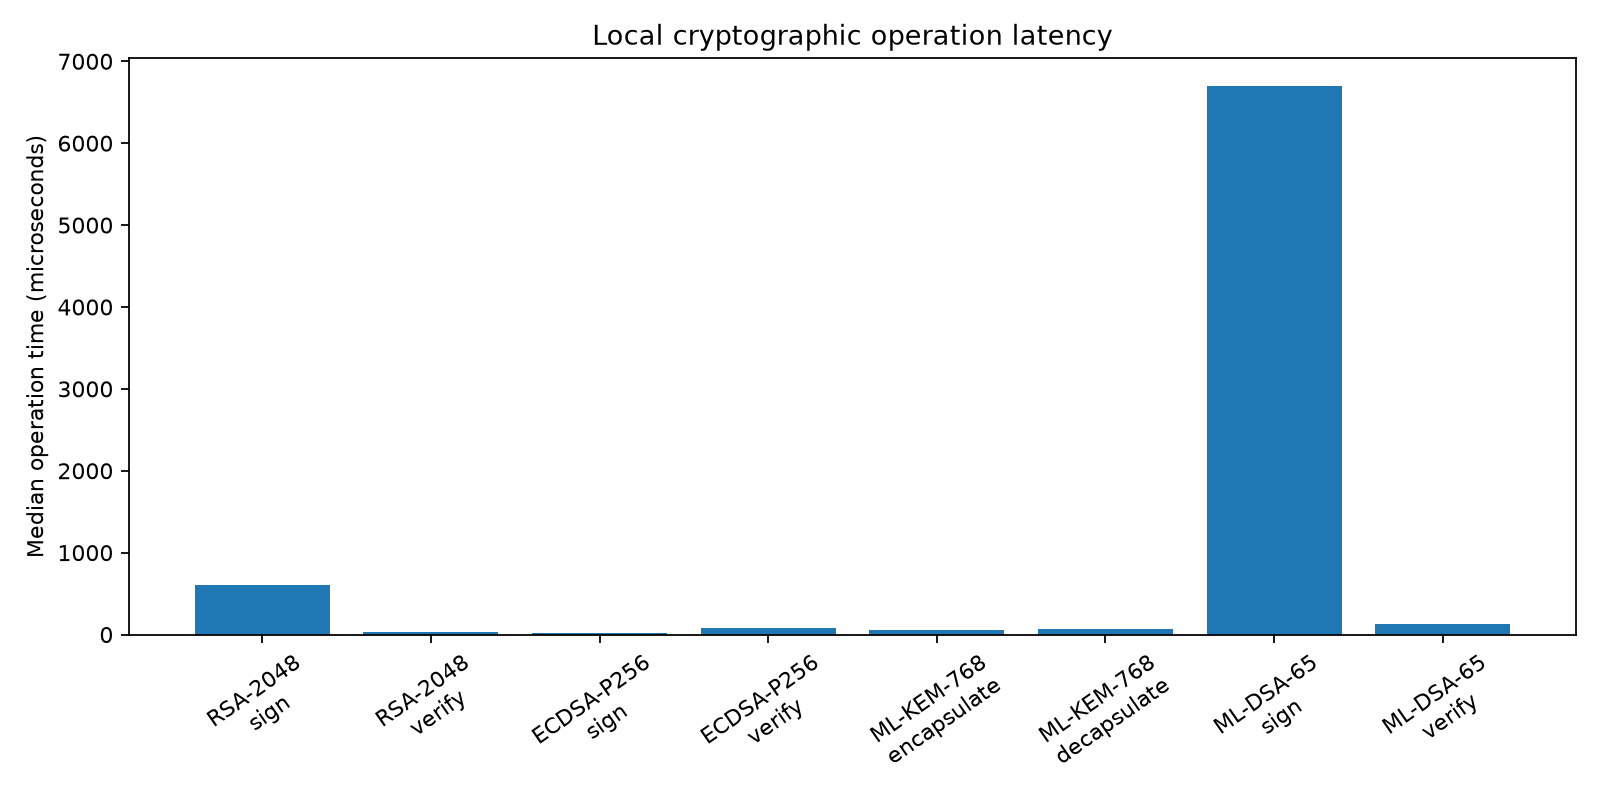 Local cryptographic operation latency
Median operation time (microseconds)
7000
6000
5000
4000
3000
2000
1000
0
RSA-2048
sign
RSA-2048
verify
ECDSA-P256
sign
ECDSA-P256
verify
ML-KEM-768
encapsulate
ML-KEM-768
decapsulate
ML-DSA-65
sign
ML-DSA-65
verify